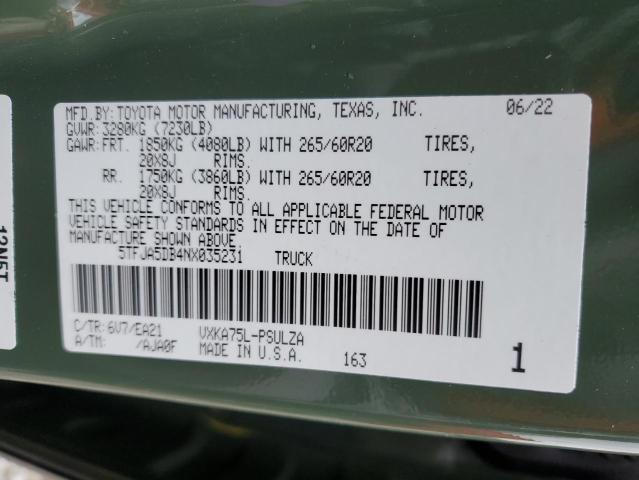 MFD.BY: TOYOTA MOTOR MANUFACTURING, TEXAS, INC. 06/22
GVWR: 3280KG (7230LB)
GAWR: FRT. 1850KG (4080LB) WITH 265/60R20 TIRES,
20X8J RIMS.
RR. 1750KG (3860LB) WITH 265/60R20 TIRES,
20X8J RIMS.
THIS VEHICLE CONFORMS TO ALL APPLICABLE FEDERAL MOTOR
VEHICLE SAFETY STANDARDS IN EFFECT ON THE DATE OF
MANUFACTURE SHOWN ABOVE.
5TFJA5DB4NX035231 TRUCK
C/TR: 6V7/EA21 VXKA75L-PSULZA
A/TM: /AJA0F MADE IN U.S.A. 163 1
12N5T